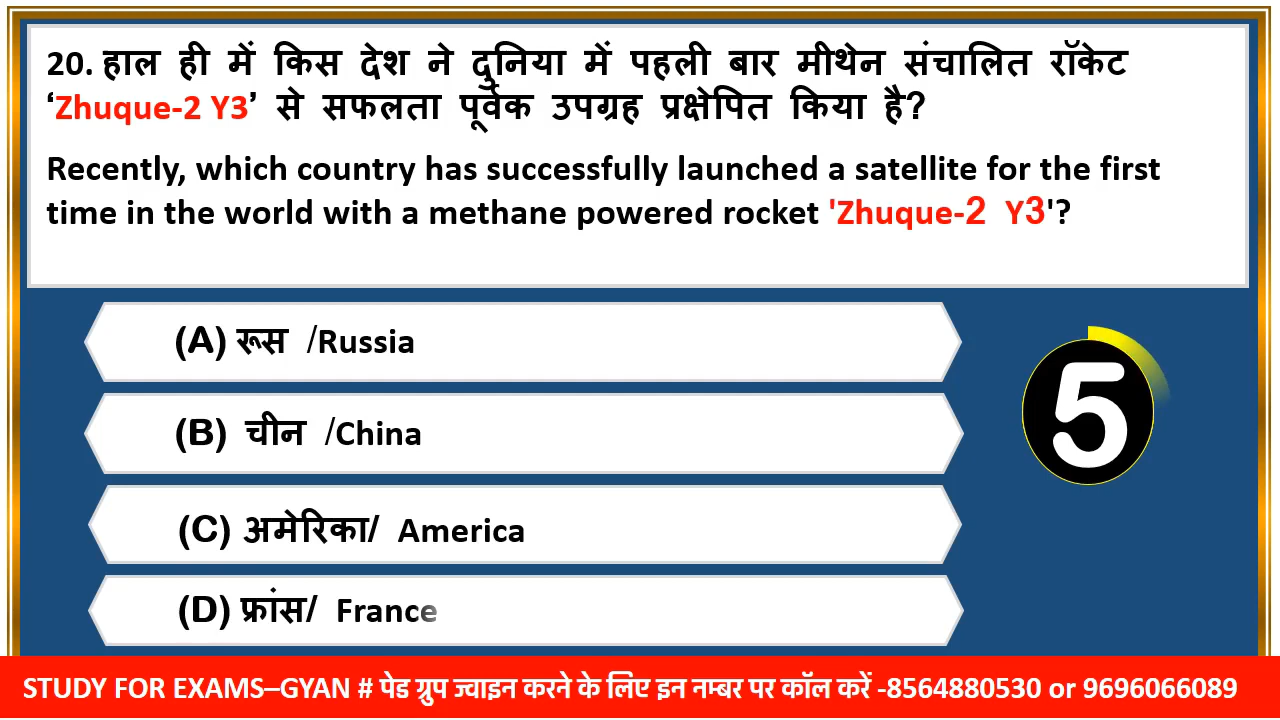 20. हाल ही में किस देश ने दुनिया में पहली बार मीथेन संचालित रॉकेट
‘Zhuque-2 Y3’ से सफलता पूर्वक उपग्रह प्रक्षेपित किया है?
Recently, which country has successfully launched a satellite for the first
time in the world with a methane powered rocket 'Zhuque-2 Y3'?
(A) रूस /Russia
(B) चीन /China
5
(C) अमेरिका/ America
(D) फ्रांस/ France
STUDY FOR EXAMS–GYAN # पेड ग्रुप ज्वाइन करने के लिए इन नम्बर पर कॉल करें -8564880530 or 9696066089